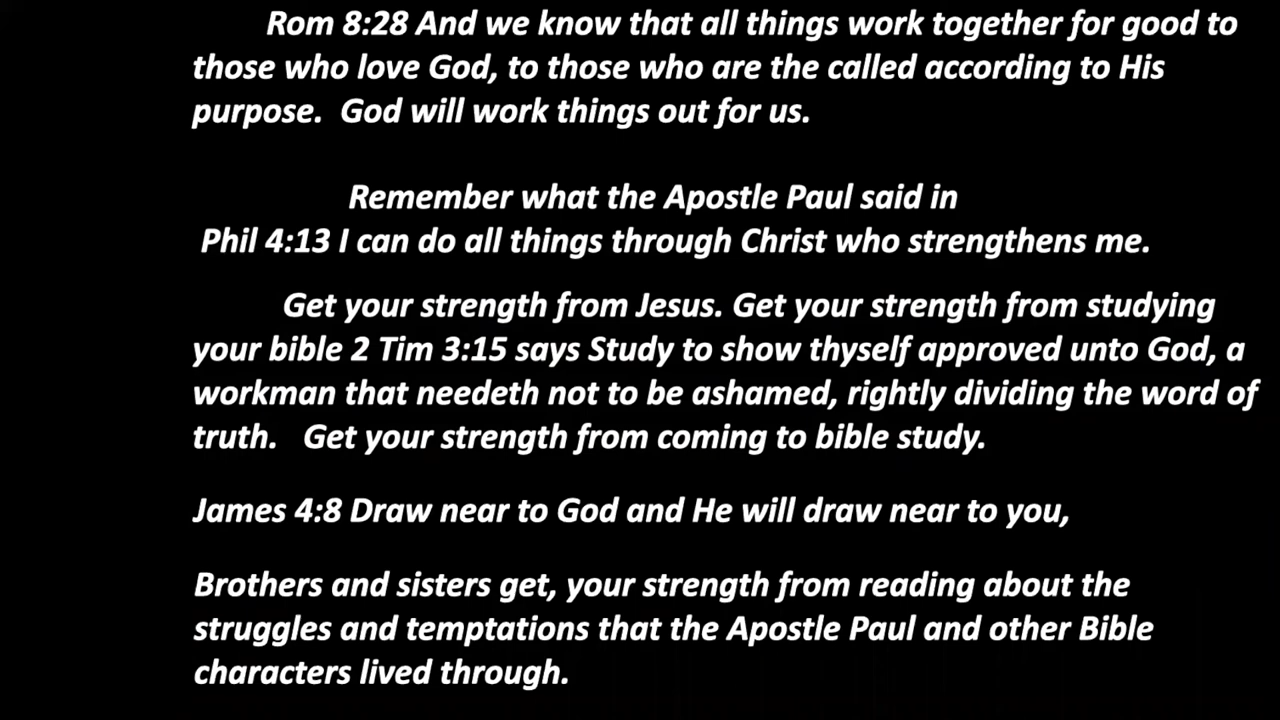 Rom 8:28 And we know that all things work together for good to
those who love God, to those who are the called according to His
purpose.  God will work things out for us.
Remember what the Apostle Paul said in
Phil 4:13 I can do all things through Christ who strengthens me.
Get your strength from Jesus. Get your strength from studying
your bible 2 Tim 3:15 says Study to show thyself approved unto God, a
workman that needeth not to be ashamed, rightly dividing the word of
truth.   Get your strength from coming to bible study.
James 4:8 Draw near to God and He will draw near to you,
Brothers and sisters get, your strength from reading about the
struggles and temptations that the Apostle Paul and other Bible
characters lived through.